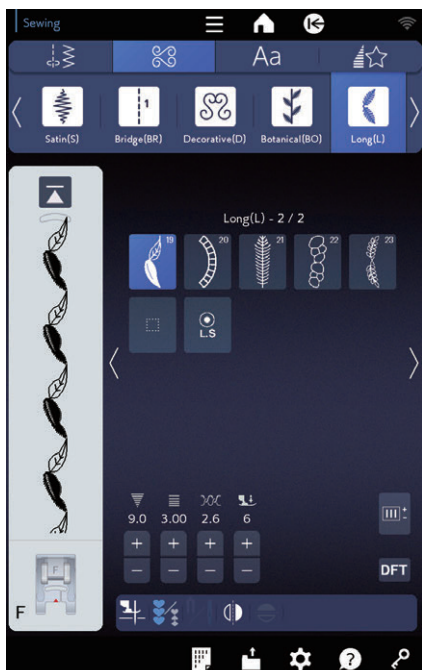 Sewing
Aa
1
Satin(S) Bridge(BR) Decorative(D) Botanical(BO) Long(L)
Long(L) - 2 / 2
19 20 21 22 23
L.S
9.0 3.00 2.6 6
+ + + +
− − − −
DFT
F
F
?